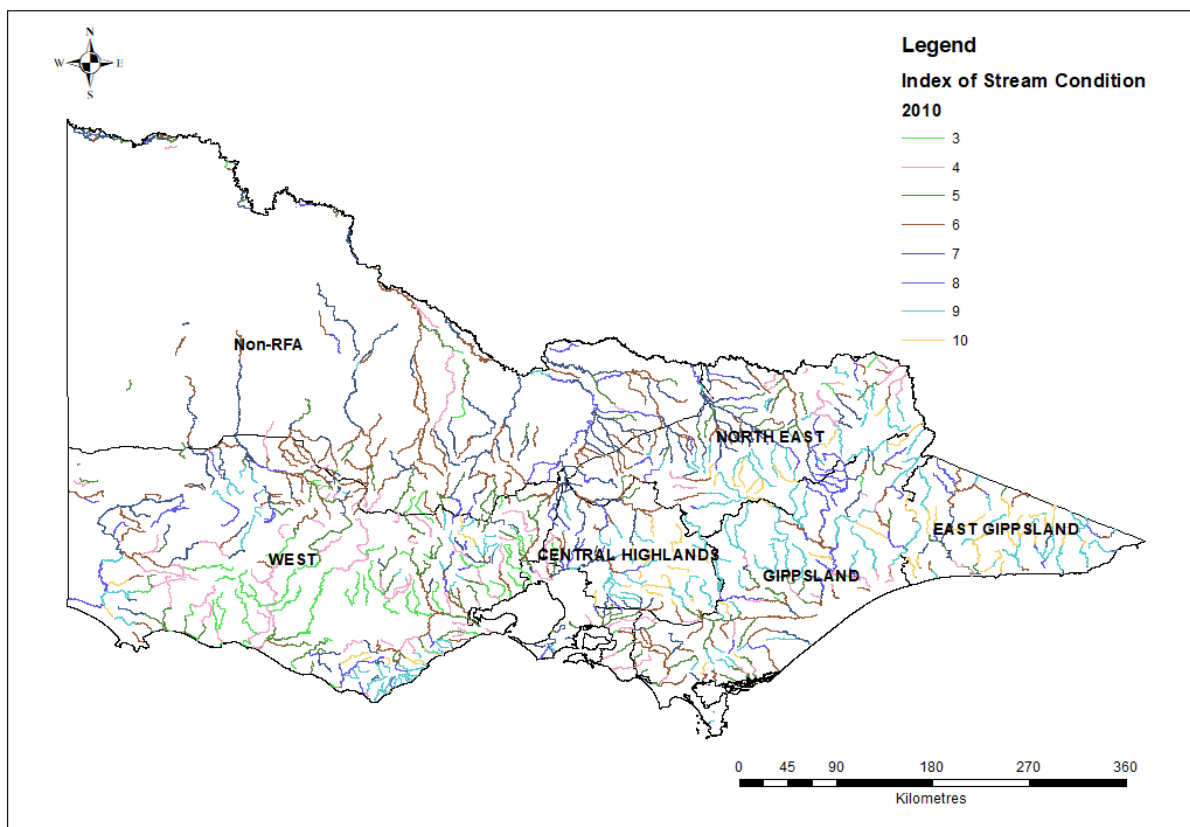 N
W E
S
Legend
Index of Stream Condition
2010
3
4
5
6
7
8
9
10
Non-RFA
NORTH EAST
EAST GIPPSLAND
WEST
CENTRAL HIGHLANDS
GIPPSLAND
0 45 90 180 270 360
Kilometres